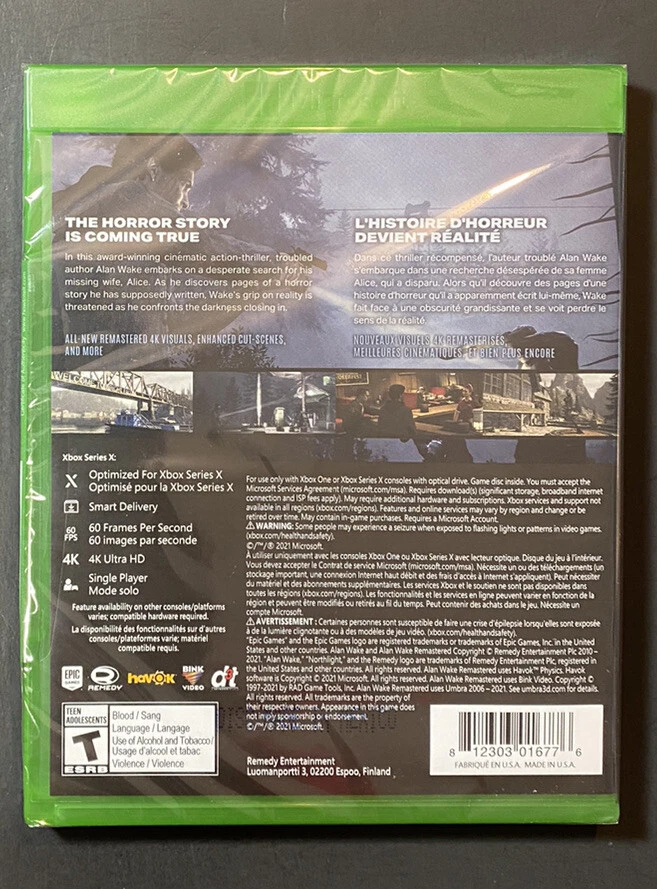 THE HORROR STORY
IS COMING TRUE
In this award-winning cinematic action-thriller, troubled
author Alan Wake embarks on a desperate search for his
missing wife, Alice. As he discovers pages of a horror
story he has supposedly written, Wake's grip on reality is
threatened as he confronts the darkness closing in.
ALL-NEW REMASTERED 4K VISUALS, ENHANCED CUT-SCENES,
AND MORE
L'HISTOIRE D'HORREUR
DEVIENT RÉALITÉ
Dans ce thriller récompensé, l'auteur troublé Alan Wake
s'embarque dans une recherche désespérée de sa femme
Alice, qui a disparu. Alors qu'il découvre des pages d'une
histoire d'horreur qu'il a apparemment écrit lui-même, Wake
fait face à une obscurité grandissante et se voit perdre le
sens de la réalité.
NOUVEAUX VISUELS 4K REMASTERISÉS,
MEILLEURES CINÉMATIQUES, ET BIEN PLUS ENCORE
Xbox Series X:
X Optimized For Xbox Series X
Optimisé pour la Xbox Series X
Smart Delivery
60 FPS 60 Frames Per Second
60 images par seconde
4K 4K Ultra HD
Single Player
Mode solo
Feature availability on other consoles/platforms
varies; compatible hardware required.
La disponibilité des fonctionnalités sur d'autres
consoles/plateformes varie; matériel
compatible requis.
For use only with Xbox One or Xbox Series X consoles with optical drive. Game disc inside. You must accept the
Microsoft Services Agreement (microsoft.com/msa). Requires download(s) (significant storage, broadband internet
connection and ISP fees apply). May require additional hardware and subscriptions. Xbox services and support not
available in all regions (xbox.com/regions). Features and online services may vary by region and change or be
retired over time. May contain in-game purchases. Requires a Microsoft Account.
⚠ WARNING: Some people may experience a seizure when exposed to flashing lights or patterns in video games.
(xbox.com/healthandsafety).
©/™/® 2021 Microsoft.
À utiliser uniquement avec les consoles Xbox One ou Xbox Series X avec lecteur optique. Disque du jeu à l'intérieur.
Vous devez accepter le Contrat de service Microsoft (microsoft.com/msa). Nécessite un ou des téléchargements (un
stockage important, une connexion Internet haut débit et des frais d'accès à Internet s'appliquent). Peut nécessiter
du matériel et des abonnements supplémentaires. Les services Xbox et le soutien ne sont pas disponibles dans
toutes les régions (xbox.com/regions). Les fonctionnalités et les services en ligne peuvent varier en fonction de la
région et peuvent être modifiés ou retirés au fil du temps. Peut contenir des achats dans le jeu. Nécessite un
compte Microsoft.
⚠ AVERTISSEMENT : Certaines personnes sont susceptibles de faire une crise d'épilepsie lorsqu'elles sont exposée
à de la lumière clignotante ou à des modèles de jeu vidéo. (xbox.com/healthandsafety).
"Epic Games" and the Epic Games logo are registered trademarks or trademarks of Epic Games, Inc. in the United
States and other countries. Alan Wake and Alan Wake Remastered Copyright © Remedy Entertainment Plc 2010 –
2021. "Alan Wake," "Northlight," and the Remedy logo are trademarks of Remedy Entertainment Plc, registered in
the United States and other countries. All rights reserved. Alan Wake Remastered uses Havok™ Physics. Havok
software is Copyright © 2021 Microsoft. All rights reserved. Alan Wake Remastered uses Bink Video. Copyright ©
1997-2021 by RAD Game Tools, Inc. Alan Wake Remastered uses Umbra 2006 – 2021. See umbra3d.com for details.
All rights reserved. All trademarks are the property of
their respective owners. Appearance in this game does
not imply sponsorship or endorsement.
©/™/® 2021 Microsoft.
EPIC
GAMES
REMEDY
havok
BINK
VIDEO
d3t
TEEN
ADOLESCENTS
T
ESRB
Blood / Sang
Language / Langage
Use of Alcohol and Tobacco/
Usage d'alcool et tabac
Violence / Violence
Remedy Entertainment
Luomanportti 3, 02200 Espoo, Finland
8 12303 01677 6
FABRIQUÉ EN U.S.A. MADE IN U.S.A.